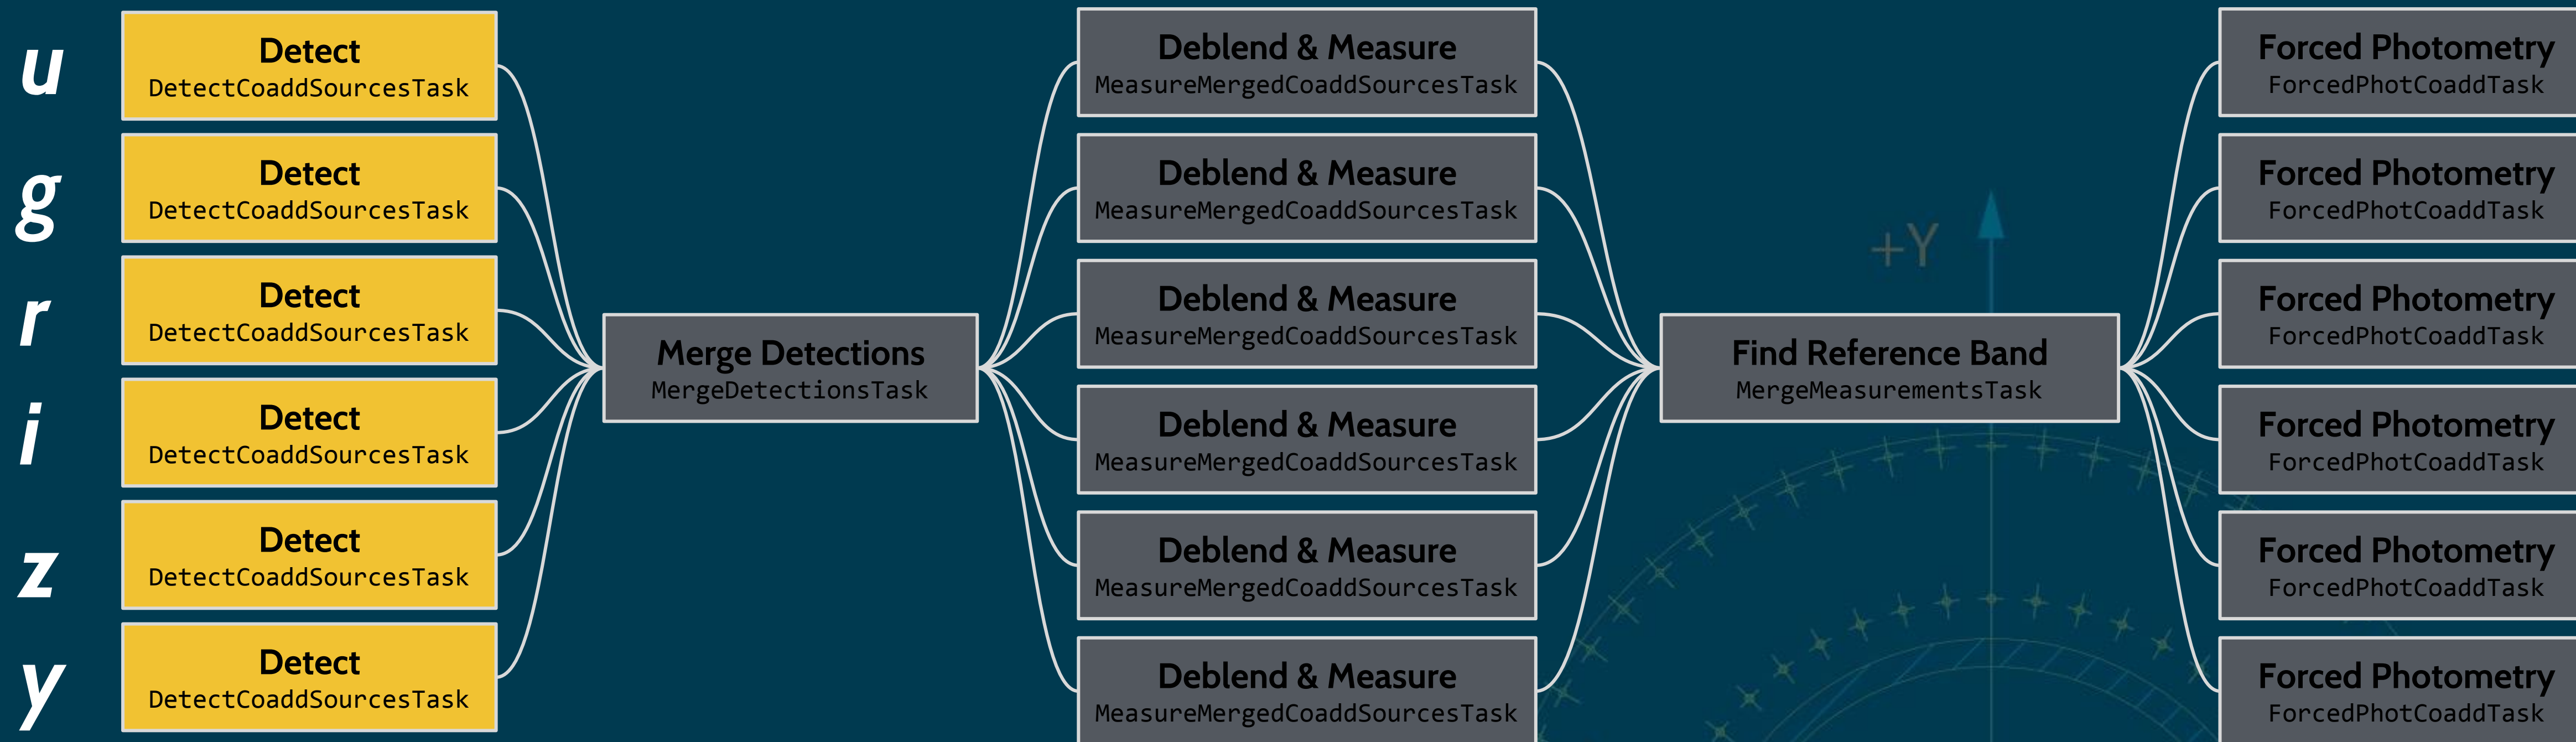 u
Detect
DetectCoaddSourcesTask
g
Detect
DetectCoaddSourcesTask
r
Detect
DetectCoaddSourcesTask
i
Detect
DetectCoaddSourcesTask
z
Detect
DetectCoaddSourcesTask
y
Detect
DetectCoaddSourcesTask
Merge Detections
MergeDetectionsTask
Deblend & Measure
MeasureMergedCoaddSourcesTask
Deblend & Measure
MeasureMergedCoaddSourcesTask
Deblend & Measure
MeasureMergedCoaddSourcesTask
Deblend & Measure
MeasureMergedCoaddSourcesTask
Deblend & Measure
MeasureMergedCoaddSourcesTask
Deblend & Measure
MeasureMergedCoaddSourcesTask
+Y
Find Reference Band
MergeMeasurementsTask
Forced Photometry
ForcedPhotCoaddTask
Forced Photometry
ForcedPhotCoaddTask
Forced Photometry
ForcedPhotCoaddTask
Forced Photometry
ForcedPhotCoaddTask
Forced Photometry
ForcedPhotCoaddTask
Forced Photometry
ForcedPhotCoaddTask